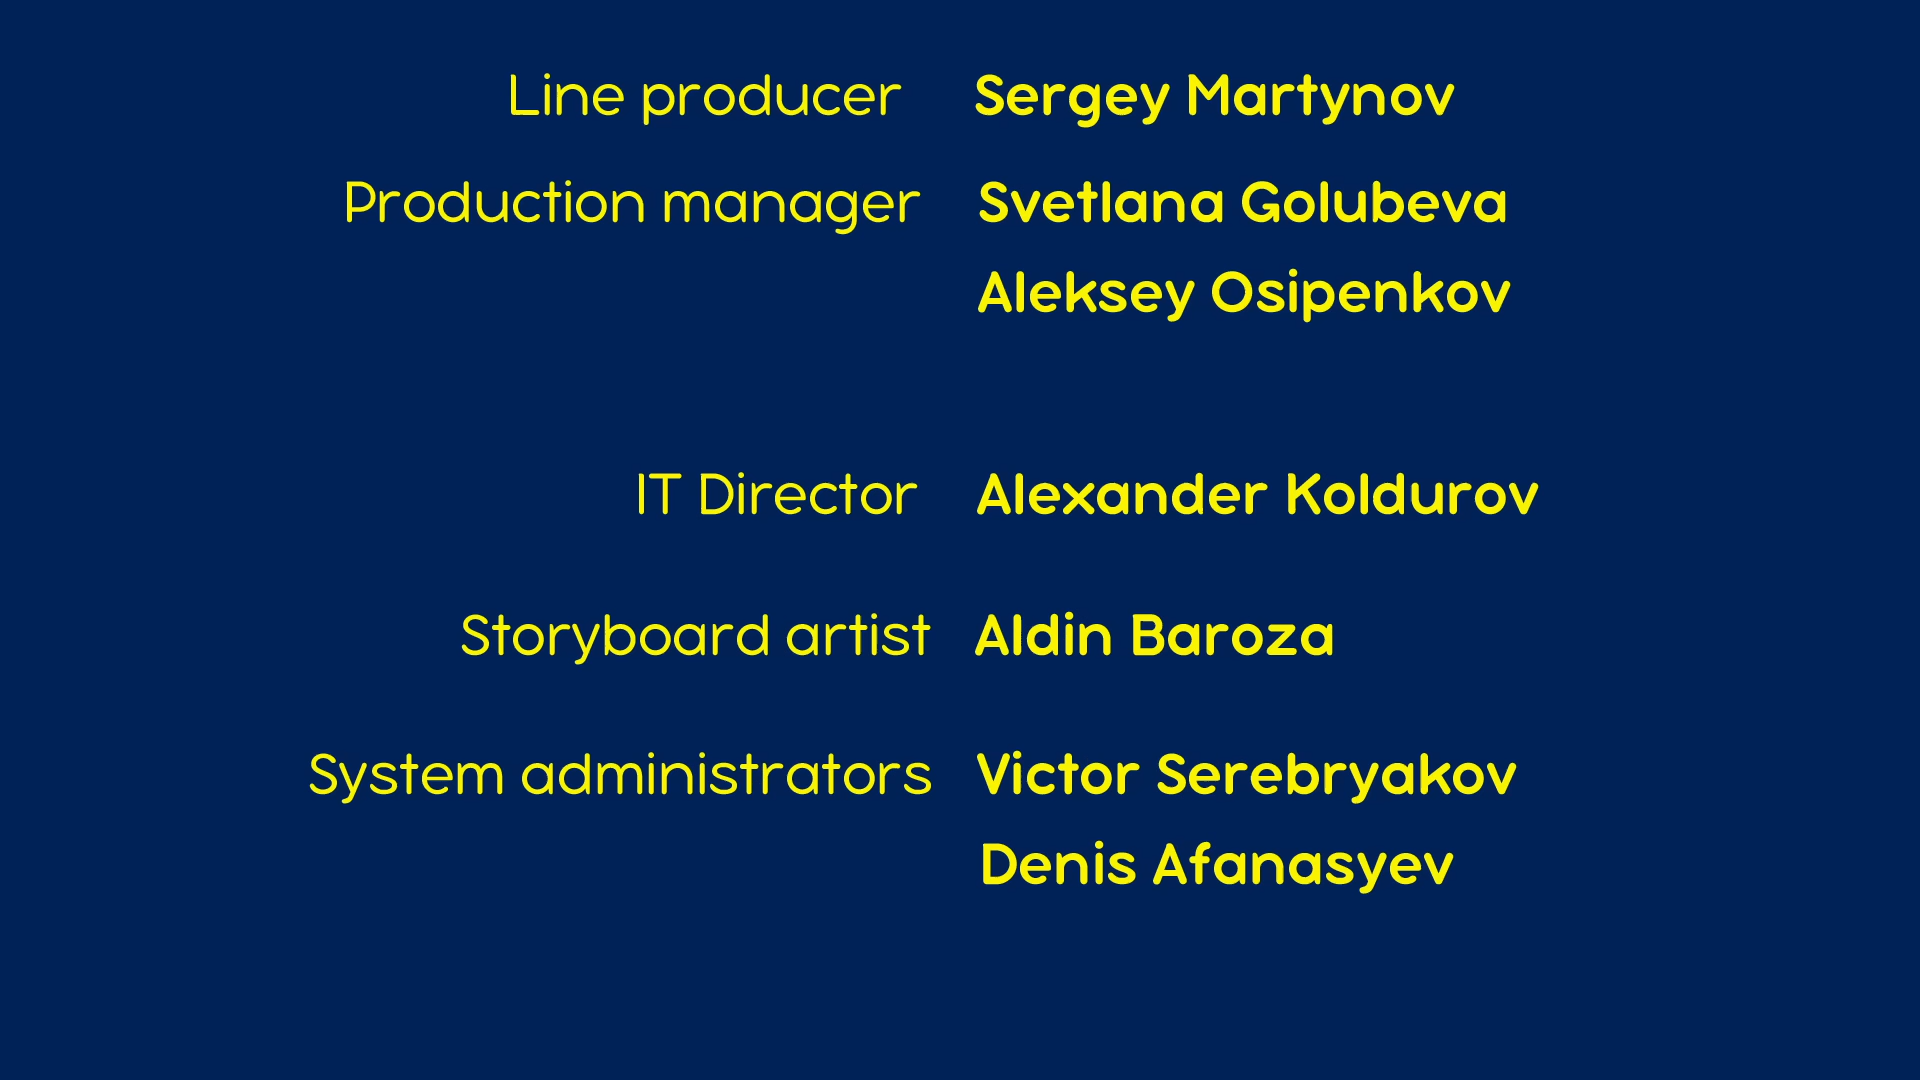 Line producer Sergey Martynov
Production manager Svetlana Golubeva
Aleksey Osipenkov
IT Director Alexander Koldurov
Storyboard artist Aldin Baroza
System administrators Victor Serebryakov
Denis Afanasyev